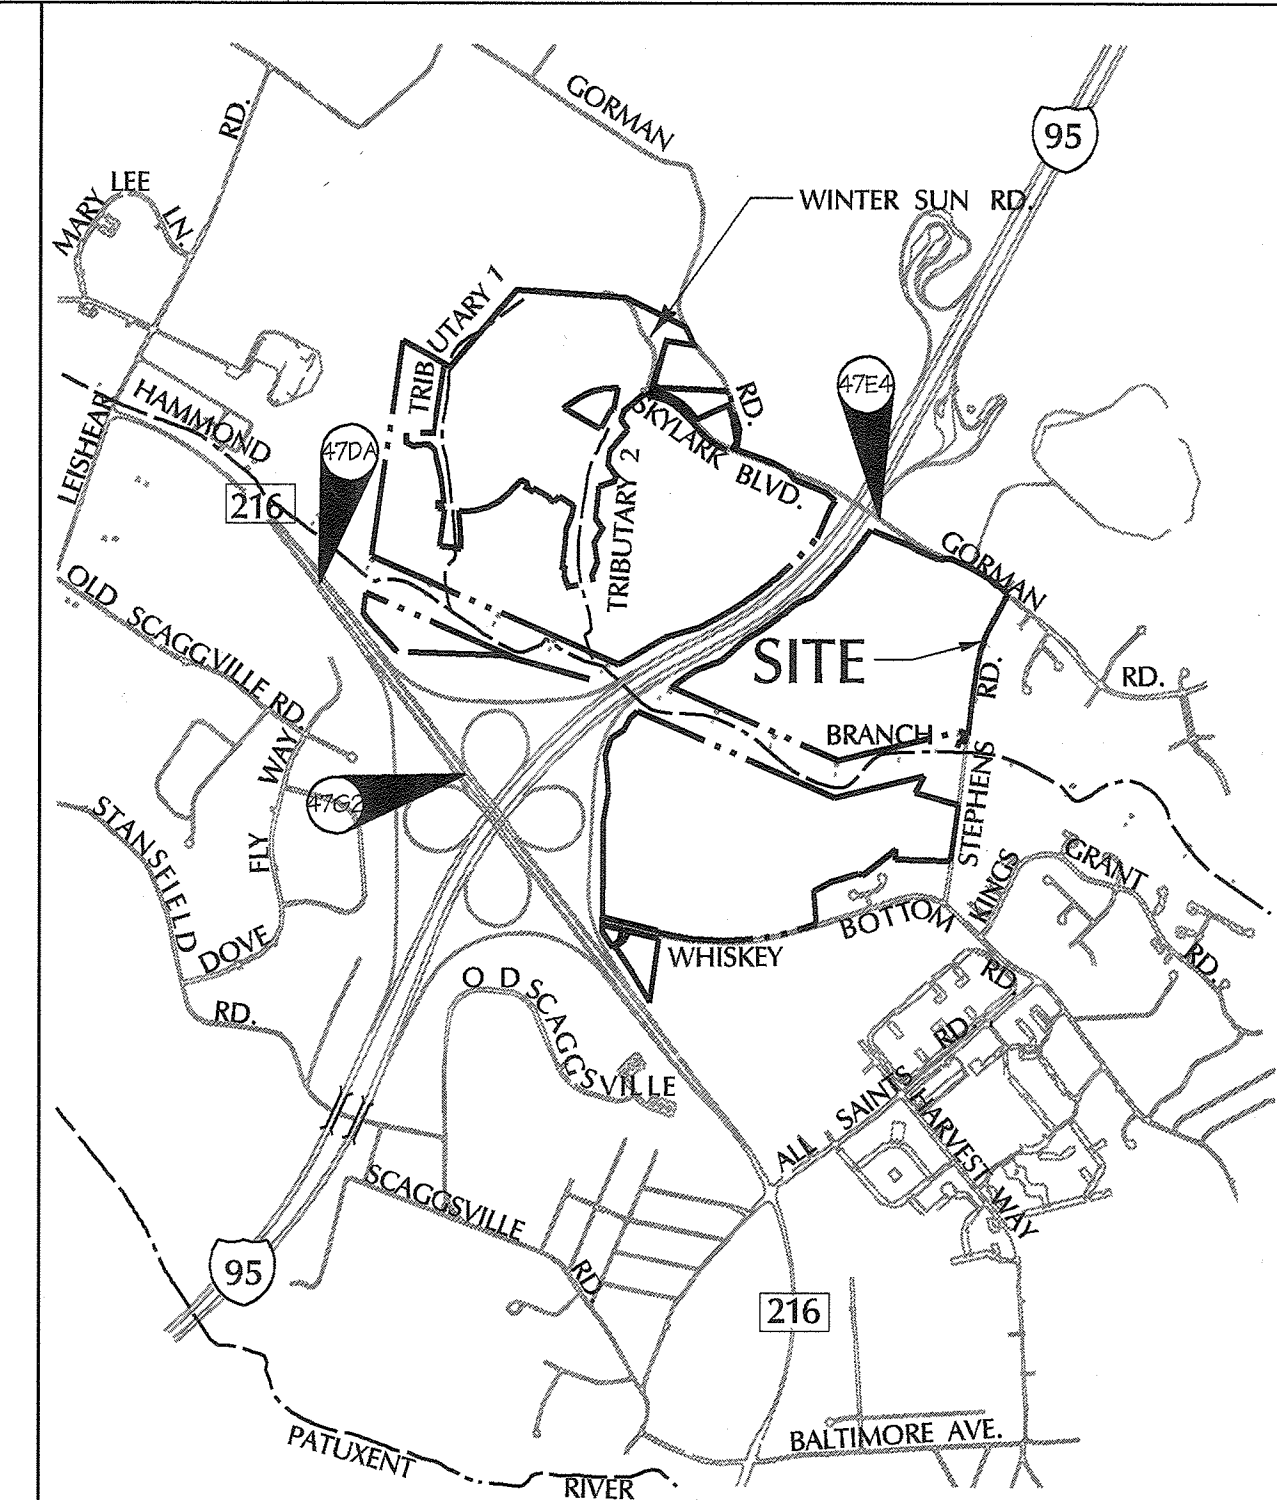 GORMAN
RD.
95
LEE
MARY
LN.
WINTER SUN RD.
TRIBUTARY 1
47E4
HAMMOND
RD.
LEISHEAR
47DA
SKYLARK BLVD.
216
TRIBUTARY 2
GORMAN
OLD SCAGGVILLE RD.
SITE
RD.
RD.
BRANCH
WAY
47G2
STANSFIELD
FLY
STEPHENS
KINGS
GRANT
DOVE
BOTTOM
WHISKEY
RD.
RD.
RD.
O D SCAGGSVILLE
RD.
ALL SAINTS
HARVEST WAY
SCAGGSVILLE
RD.
95
216
PATUXENT
BALTIMORE AVE.
RIVER